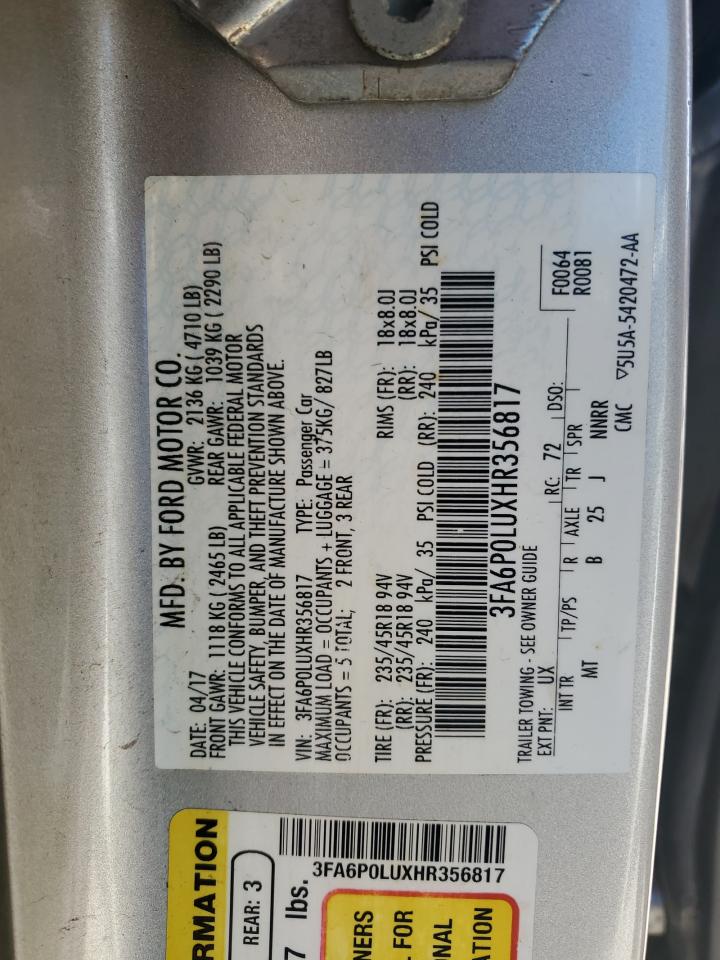 MFD. BY FORD MOTOR CO.
DATE: 04/17 GVWR: 2136 KG ( 4710 LB)
FRONT GAWR: 1118 KG ( 2465 LB) REAR GAWR: 1039 KG ( 2290 LB)
THIS VEHICLE CONFORMS TO ALL APPLICABLE FEDERAL MOTOR
VEHICLE SAFETY, BUMPER, AND THEFT PREVENTION STANDARDS
IN EFFECT ON THE DATE OF MANUFACTURE SHOWN ABOVE.
VIN: 3FA6P0LUXHR356817 TYPE: Passenger Car
MAXIMUM LOAD = OCCUPANTS + LUGGAGE = 375KG/ 827LB
OCCUPANTS = 5 TOTAL; 2 FRONT, 3 REAR
TIRE (FR): 235/45R18 94V RIMS (FR): 18x8.0J
(RR): 235/45R18 94V (RR): 18x8.0J
PRESSURE (FR): 240 kPa/ 35 PSI COLD (RR): 240 kPa/ 35 PSI COLD
3FA6P0LUXHR356817
TRAILER TOWING - SEE OWNER GUIDE
EXT PNT: UX RC: 72 DSO: F0064
R0081
INT TR TP/PS R AXLE TR SPR
MT B 25 J NNRR
CMC ▽5U5A-5420472-AA
RMATION
REAR: 3
7 lbs.
3FA6P0LUXHR356817
NERS
FOR
ONAL
ATION